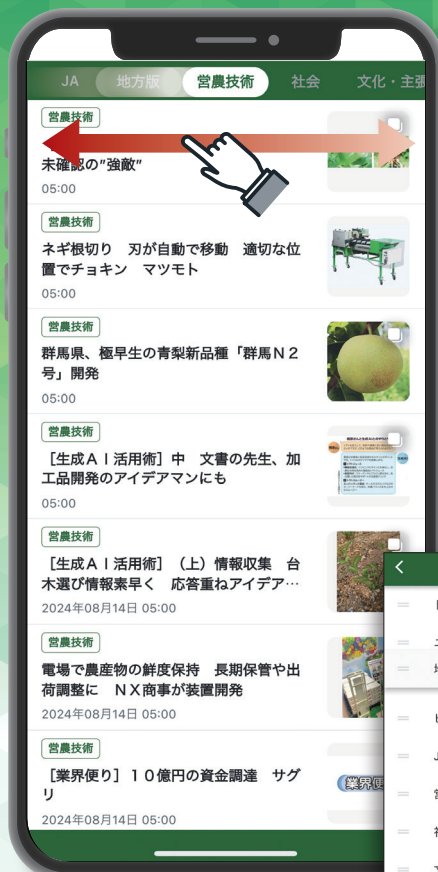 JA 地方版 営農技術 社会 文化・主張
営農技術
未確認の"強敵"
05:00
営農技術
ネギ根切り 刃が自動で移動 適切な位
置でチョキン マツモト
05:00
営農技術
群馬県、極早生の青梨新品種「群馬Ｎ２
号」開発
05:00
営農技術
［生成ＡＩ活用術］中 文書の先生、加
工品開発のアイデアマンにも
05:00
営農技術
［生成ＡＩ活用術］（上）情報収集 台
木選び情報素早く 応答重ねアイデア…
2024年08月14日 05:00
営農技術
電場で農産物の鮮度保持 長期保管や出
荷調整に ＮＸ商事が装置開発
2024年08月14日 05:00
営農技術
［業界便り］１０億円の資金調達 サグ
リ
業界便
2024年08月14日 05:00